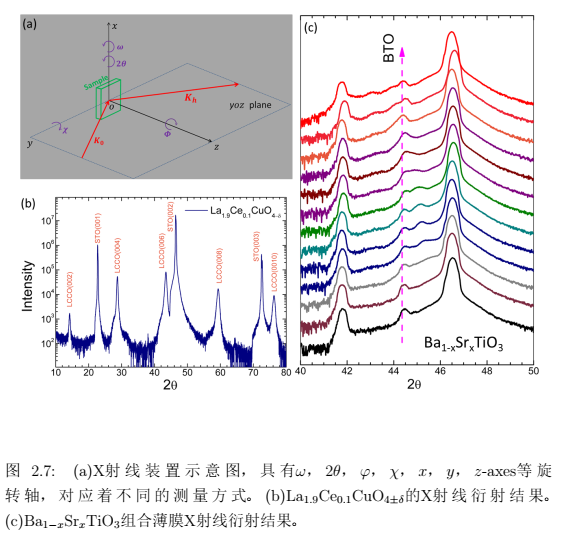 (a)
x
ω
2θ
Sample
o
K_h
yoz plane
y
χ
K_0
Φ
z
(b)
La1.9Ce0.1CuO4-δ
Intensity
10^7
10^6
10^5
10^4
10^3
10^2
LCCO(002)
STO(001)
LCCO(004)
LCCO(006)
STO(002)
LCCO(008)
STO(003)
LCCO(0010)
10 20 30 40 50 60 70 80
2θ
(c)
BTO
Ba1-xSrxTiO3
40 42 44 46 48 50
2θ
图 2.7: (a)X射线装置示意图，具有ω，2θ，φ，χ，x，y，z-axes等旋
转轴，对应着不同的测量方式。(b)La1.9Ce0.1CuO4±δ的X射线衍射结果。
(c)Ba1−xSrxTiO3组合薄膜X射线衍射结果。